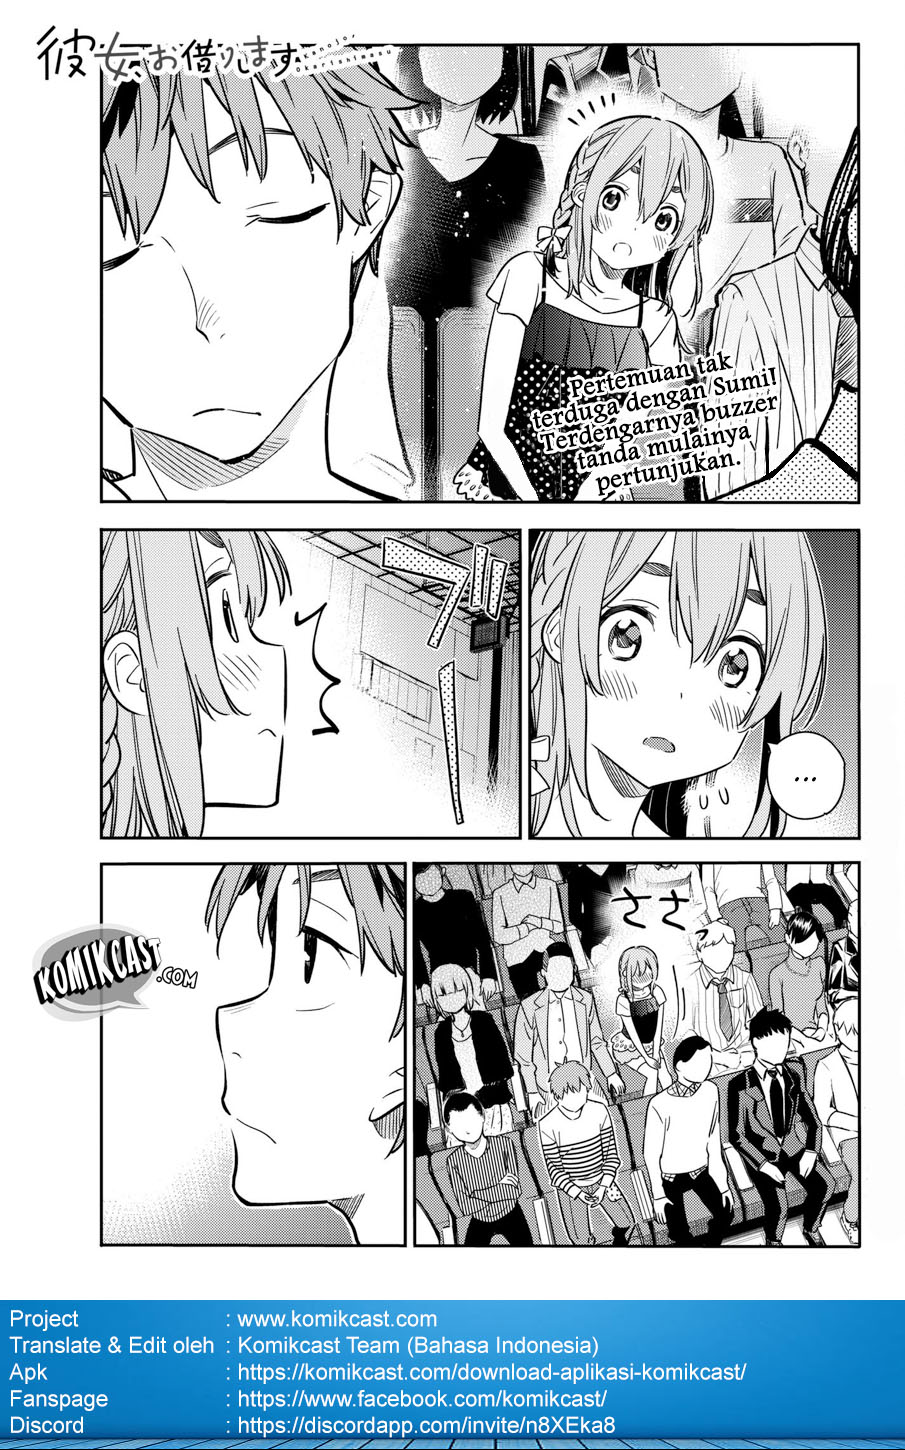 彼女、お借りします
Pertemuan tak
terduga dengan Sumi!
Terdengarnya buzzer
tanda mulainya
pertunjukan.
ブーッ
...
ささっ
KOMIKCAST
.COM
Project : www.komikcast.com
Translate & Edit oleh : Komikcast Team (Bahasa Indonesia)
Apk : https://komikcast.com/download-aplikasi-komikcast/
Fanspage : https://www.facebook.com/komikcast/
Discord : https://discordapp.com/invite/n8XEka8